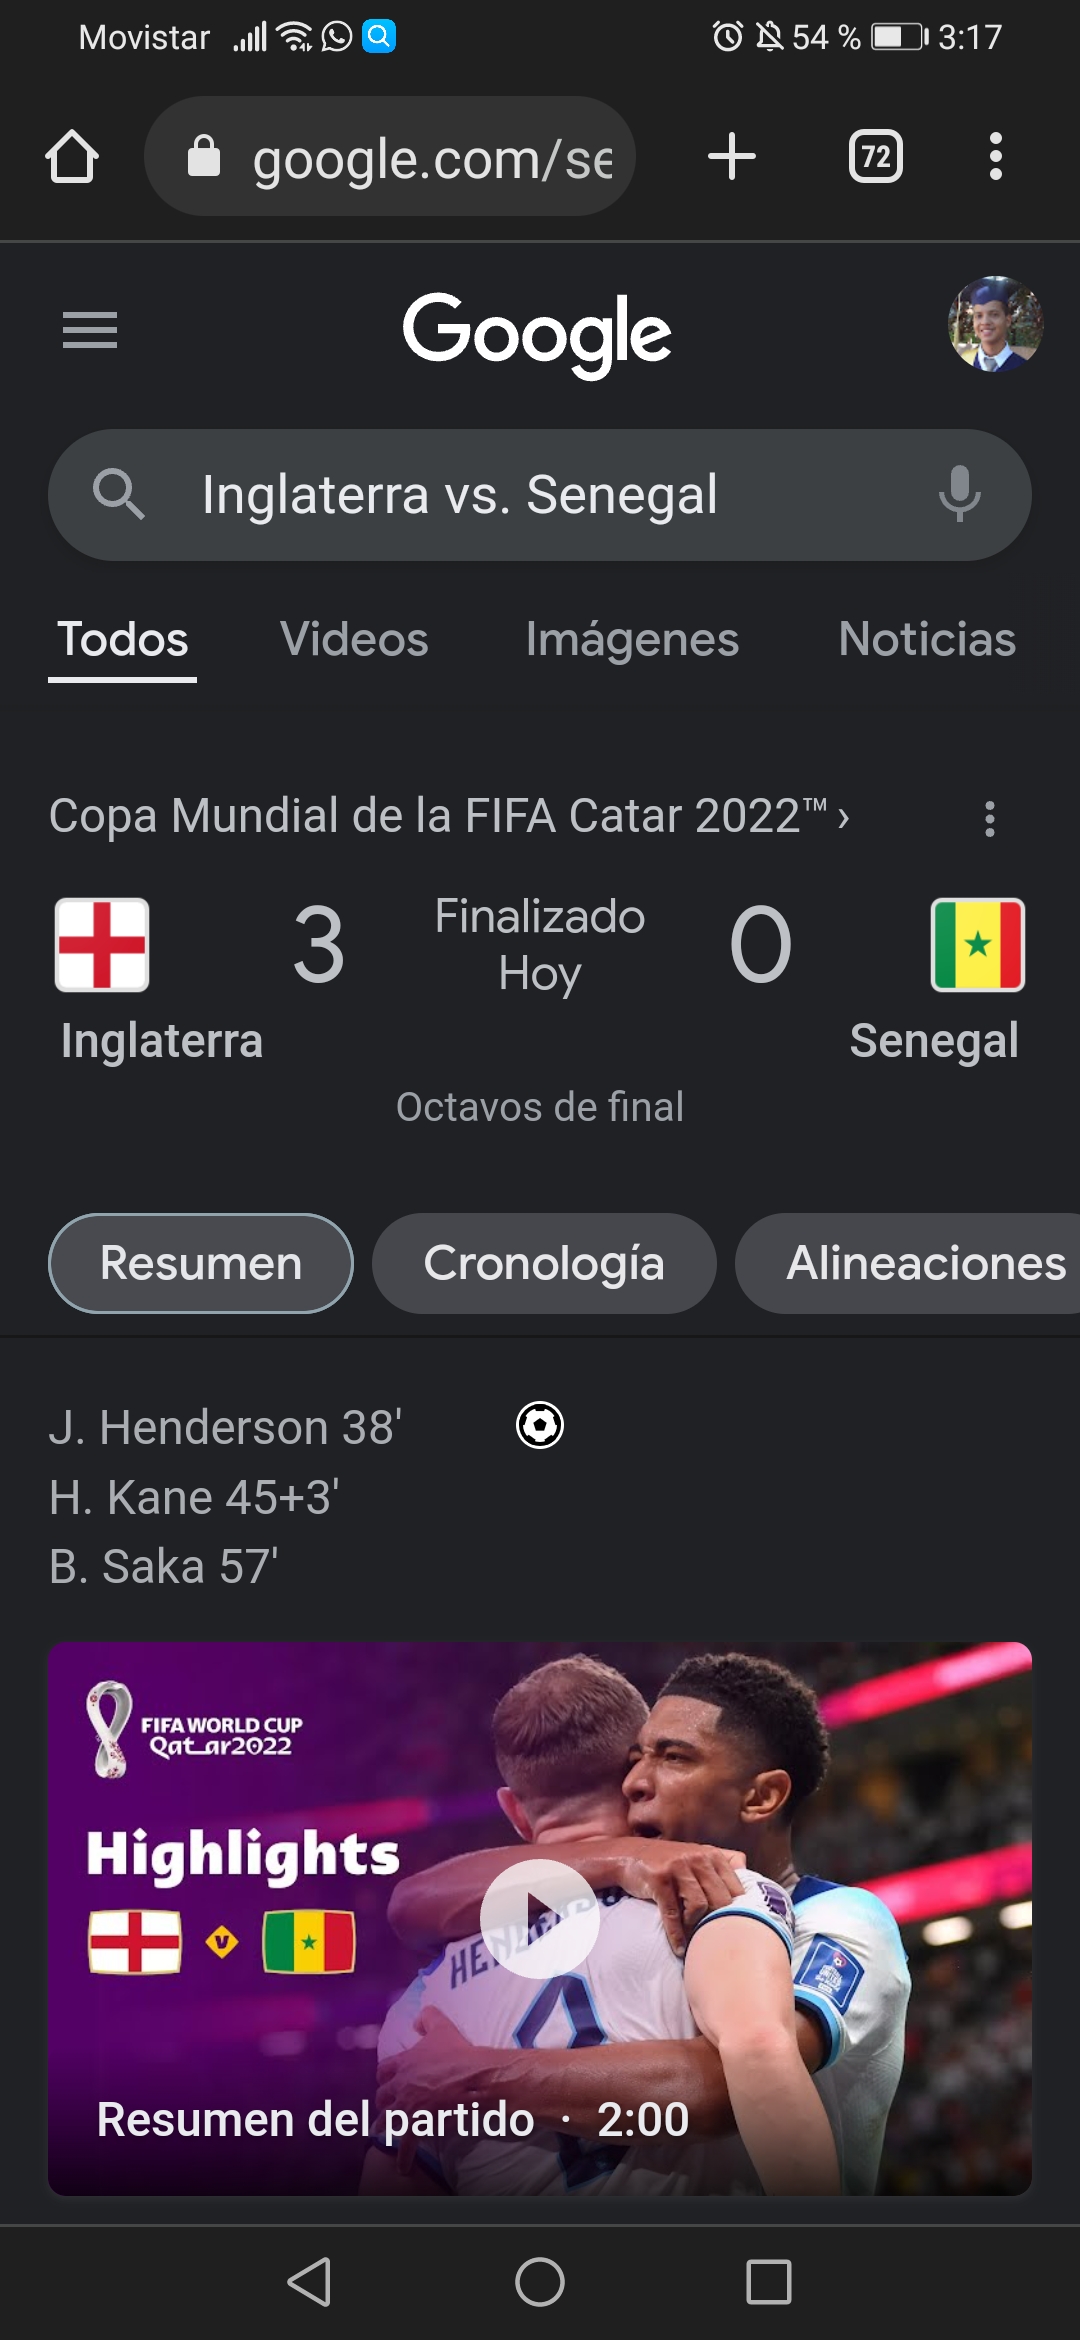 Movistar 54 % 3:17
google.com/se 72
Google
Inglaterra vs. Senegal
Todos Videos Imágenes Noticias
Copa Mundial de la FIFA Catar 2022™ ›
3 Finalizado 0
Hoy
Inglaterra Senegal
Octavos de final
Resumen Cronología Alineaciones
J. Henderson 38'
H. Kane 45+3'
B. Saka 57'
FIFA WORLD CUP
Qatar2022
Highlights
V
Resumen del partido · 2:00